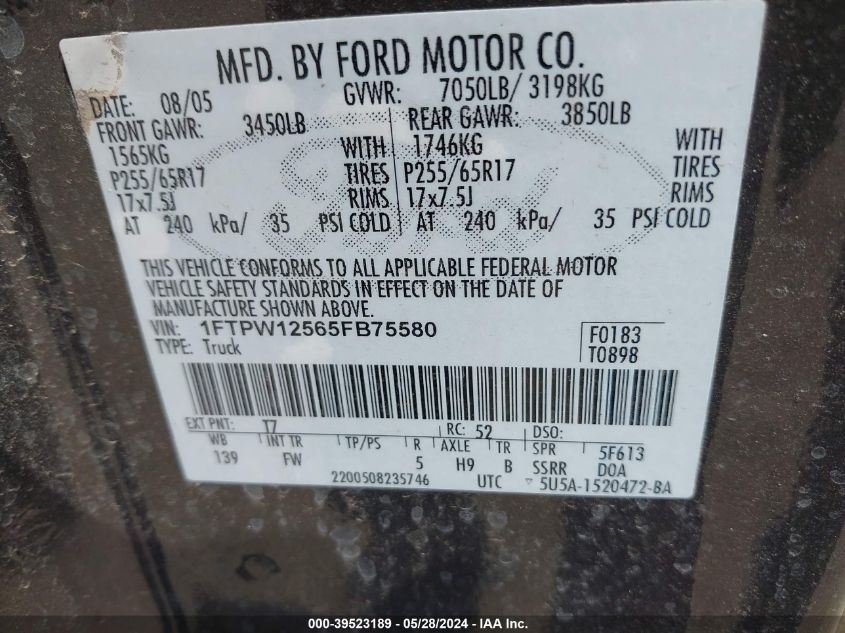 MFD. BY FORD MOTOR CO.
DATE: 08/05 GVWR: 7050LB/ 3198KG
FRONT GAWR: 3450LB REAR GAWR: 3850LB
1565KG WITH 1746KG WITH
P255/65R17 TIRES P255/65R17 TIRES
17x7.5J RIMS 17x7.5J RIMS
AT 240 kPa/ 35 PSI COLD AT 240 kPa/ 35 PSI COLD
THIS VEHICLE CONFORMS TO ALL APPLICABLE FEDERAL MOTOR
VEHICLE SAFETY STANDARDS IN EFFECT ON THE DATE OF
MANUFACTURE SHOWN ABOVE.
VIN: 1FTPW12565FB75580 F0183
TYPE: Truck T0898
EXT PNT: T7 RC: 52 DSO:
WB INT TR TP/PS R AXLE TR SPR 5F613
139 FW 5 H9 B SSRR DOA
2200508235746 UTC 5U5A-1520472-BA
000-39523189 - 05/28/2024 - IAA Inc.